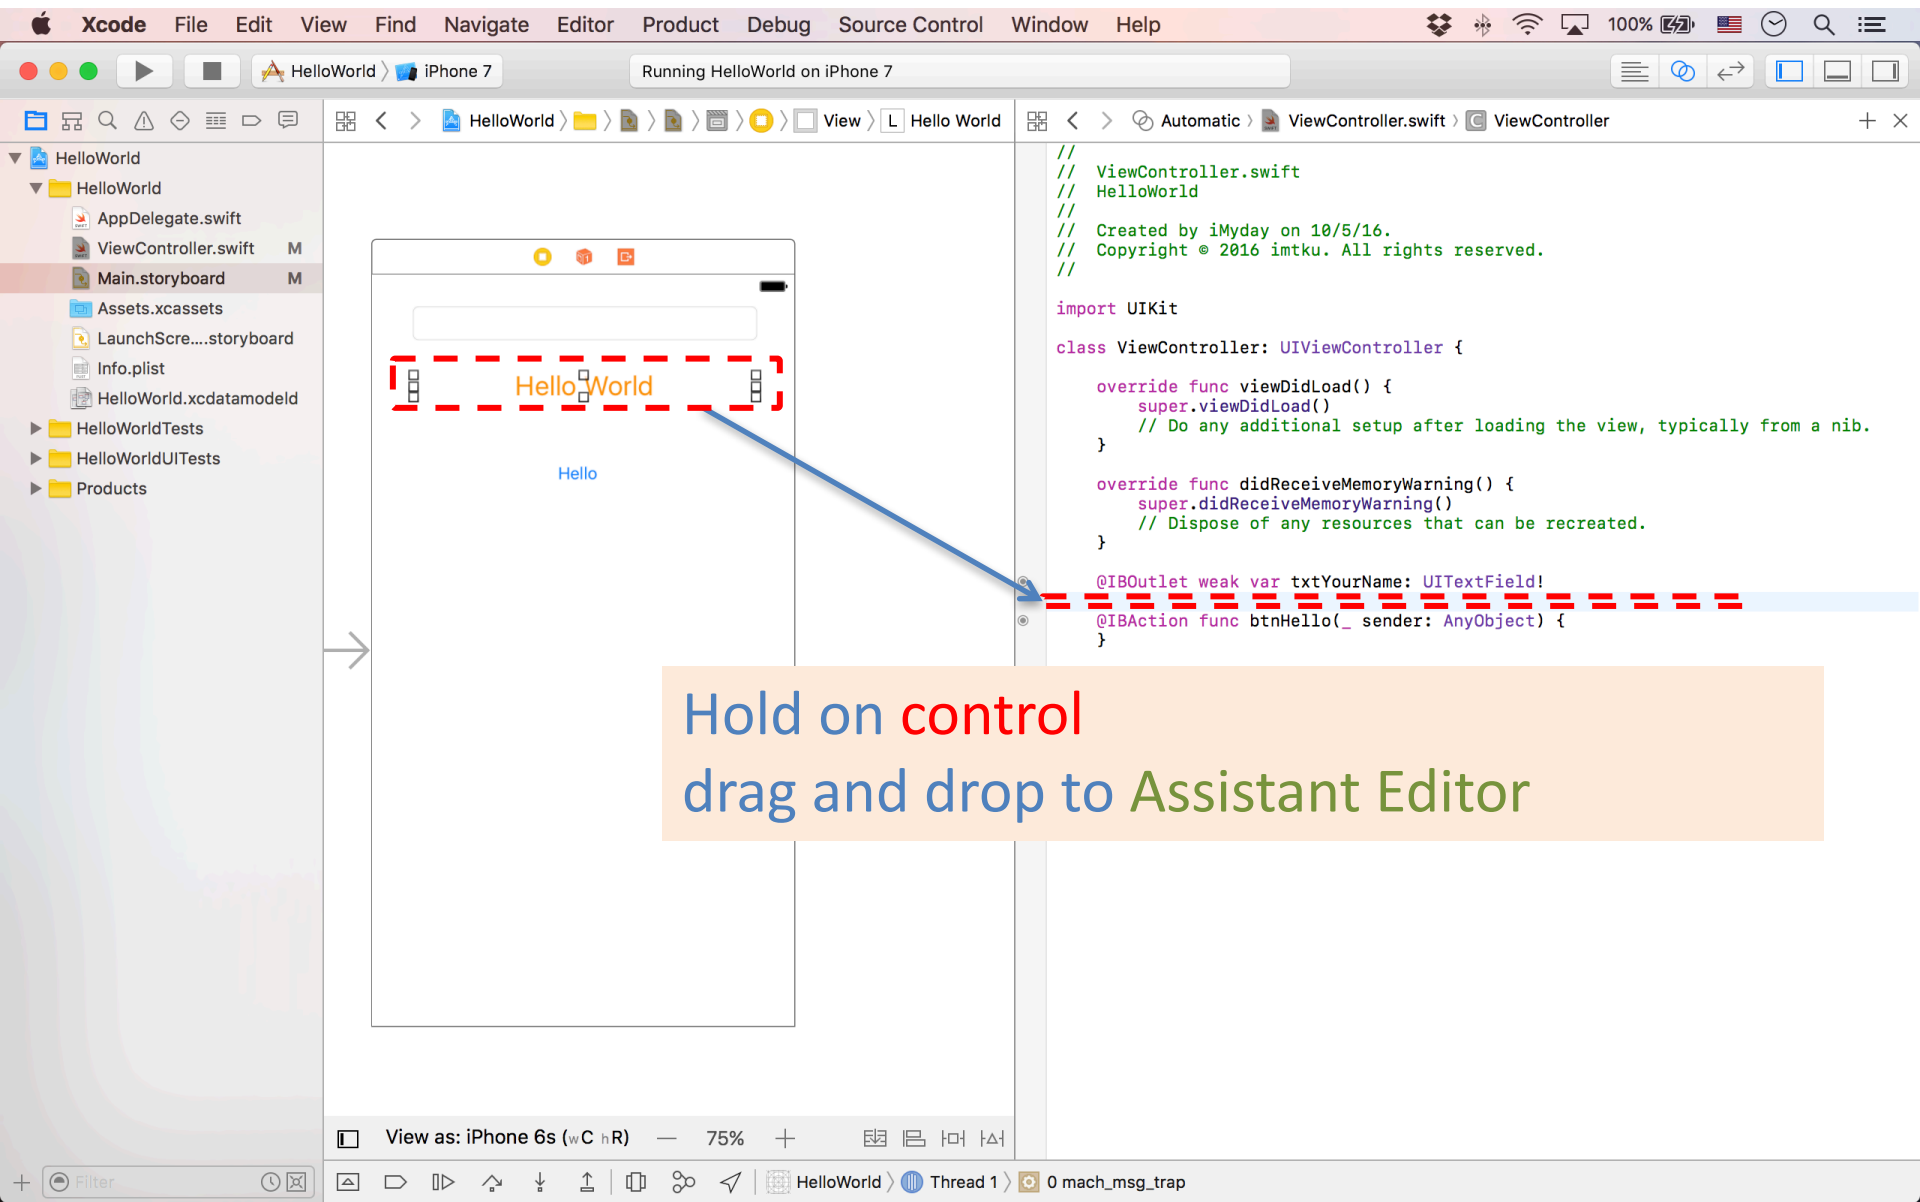 Xcode File Edit View Find Navigate Editor Product Debug Source Control Window Help 100%
HelloWorld iPhone 7 Running HelloWorld on iPhone 7
HelloWorld View L Hello World
Automatic ViewController.swift C ViewController
HelloWorld
HelloWorld
AppDelegate.swift
ViewController.swift M
Main.storyboard M
Assets.xcassets
LaunchScre....storyboard
Info.plist
HelloWorld.xcdatamodeld
HelloWorldTests
HelloWorldUITests
Products
Hello World
Hello
//
// ViewController.swift
// HelloWorld
//
// Created by iMyday on 10/5/16.
// Copyright © 2016 imtku. All rights reserved.
//
import UIKit
class ViewController: UIViewController {
override func viewDidLoad() {
super.viewDidLoad()
// Do any additional setup after loading the view, typically from a nib.
}
override func didReceiveMemoryWarning() {
super.didReceiveMemoryWarning()
// Dispose of any resources that can be recreated.
}
@IBOutlet weak var txtYourName: UITextField!
@IBAction func btnHello(_ sender: AnyObject) {
}
Hold on control
drag and drop to Assistant Editor
View as: iPhone 6s (wC hR) — 75% +
Filter
HelloWorld Thread 1 0 mach_msg_trap